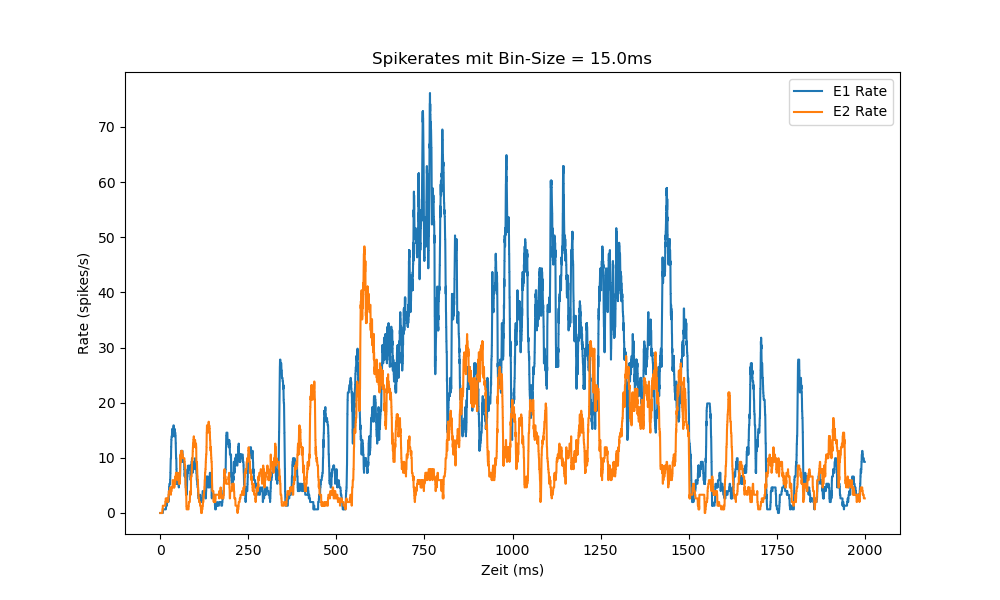 Spikerates mit Bin-Size = 15.0ms
E1 Rate
E2 Rate
Rate (spikes/s)
70
60
50
40
30
20
10
0
0 250 500 750 1000 1250 1500 1750 2000
Zeit (ms)